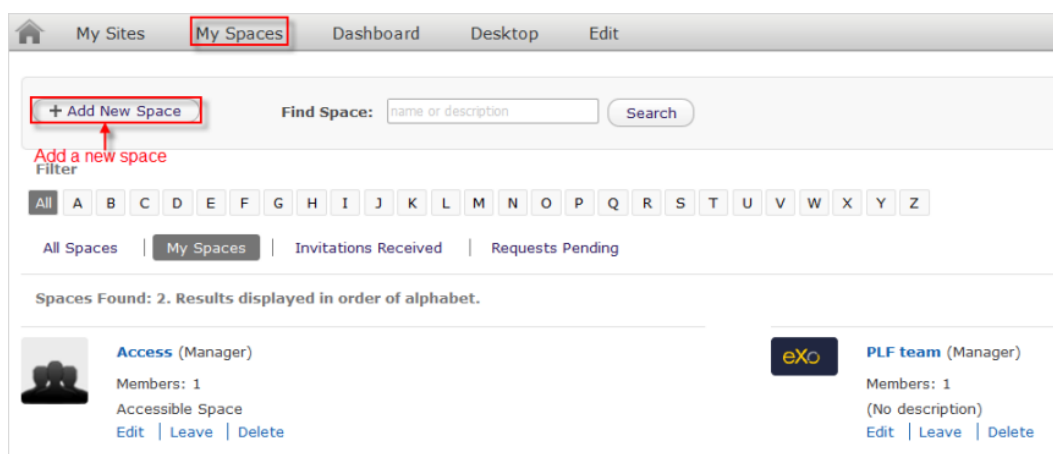 My Sites My Spaces Dashboard Desktop Edit
+ Add New Space Find Space: name or description Search
Add a new space
Filter
All A B C D E F G H I J K L M N O P Q R S T U V W X Y Z
All Spaces | My Spaces | Invitations Received | Requests Pending
Spaces Found: 2. Results displayed in order of alphabet.
Access (Manager)
Members: 1
Accessible Space
Edit | Leave | Delete
eXo
PLF team (Manager)
Members: 1
(No description)
Edit | Leave | Delete